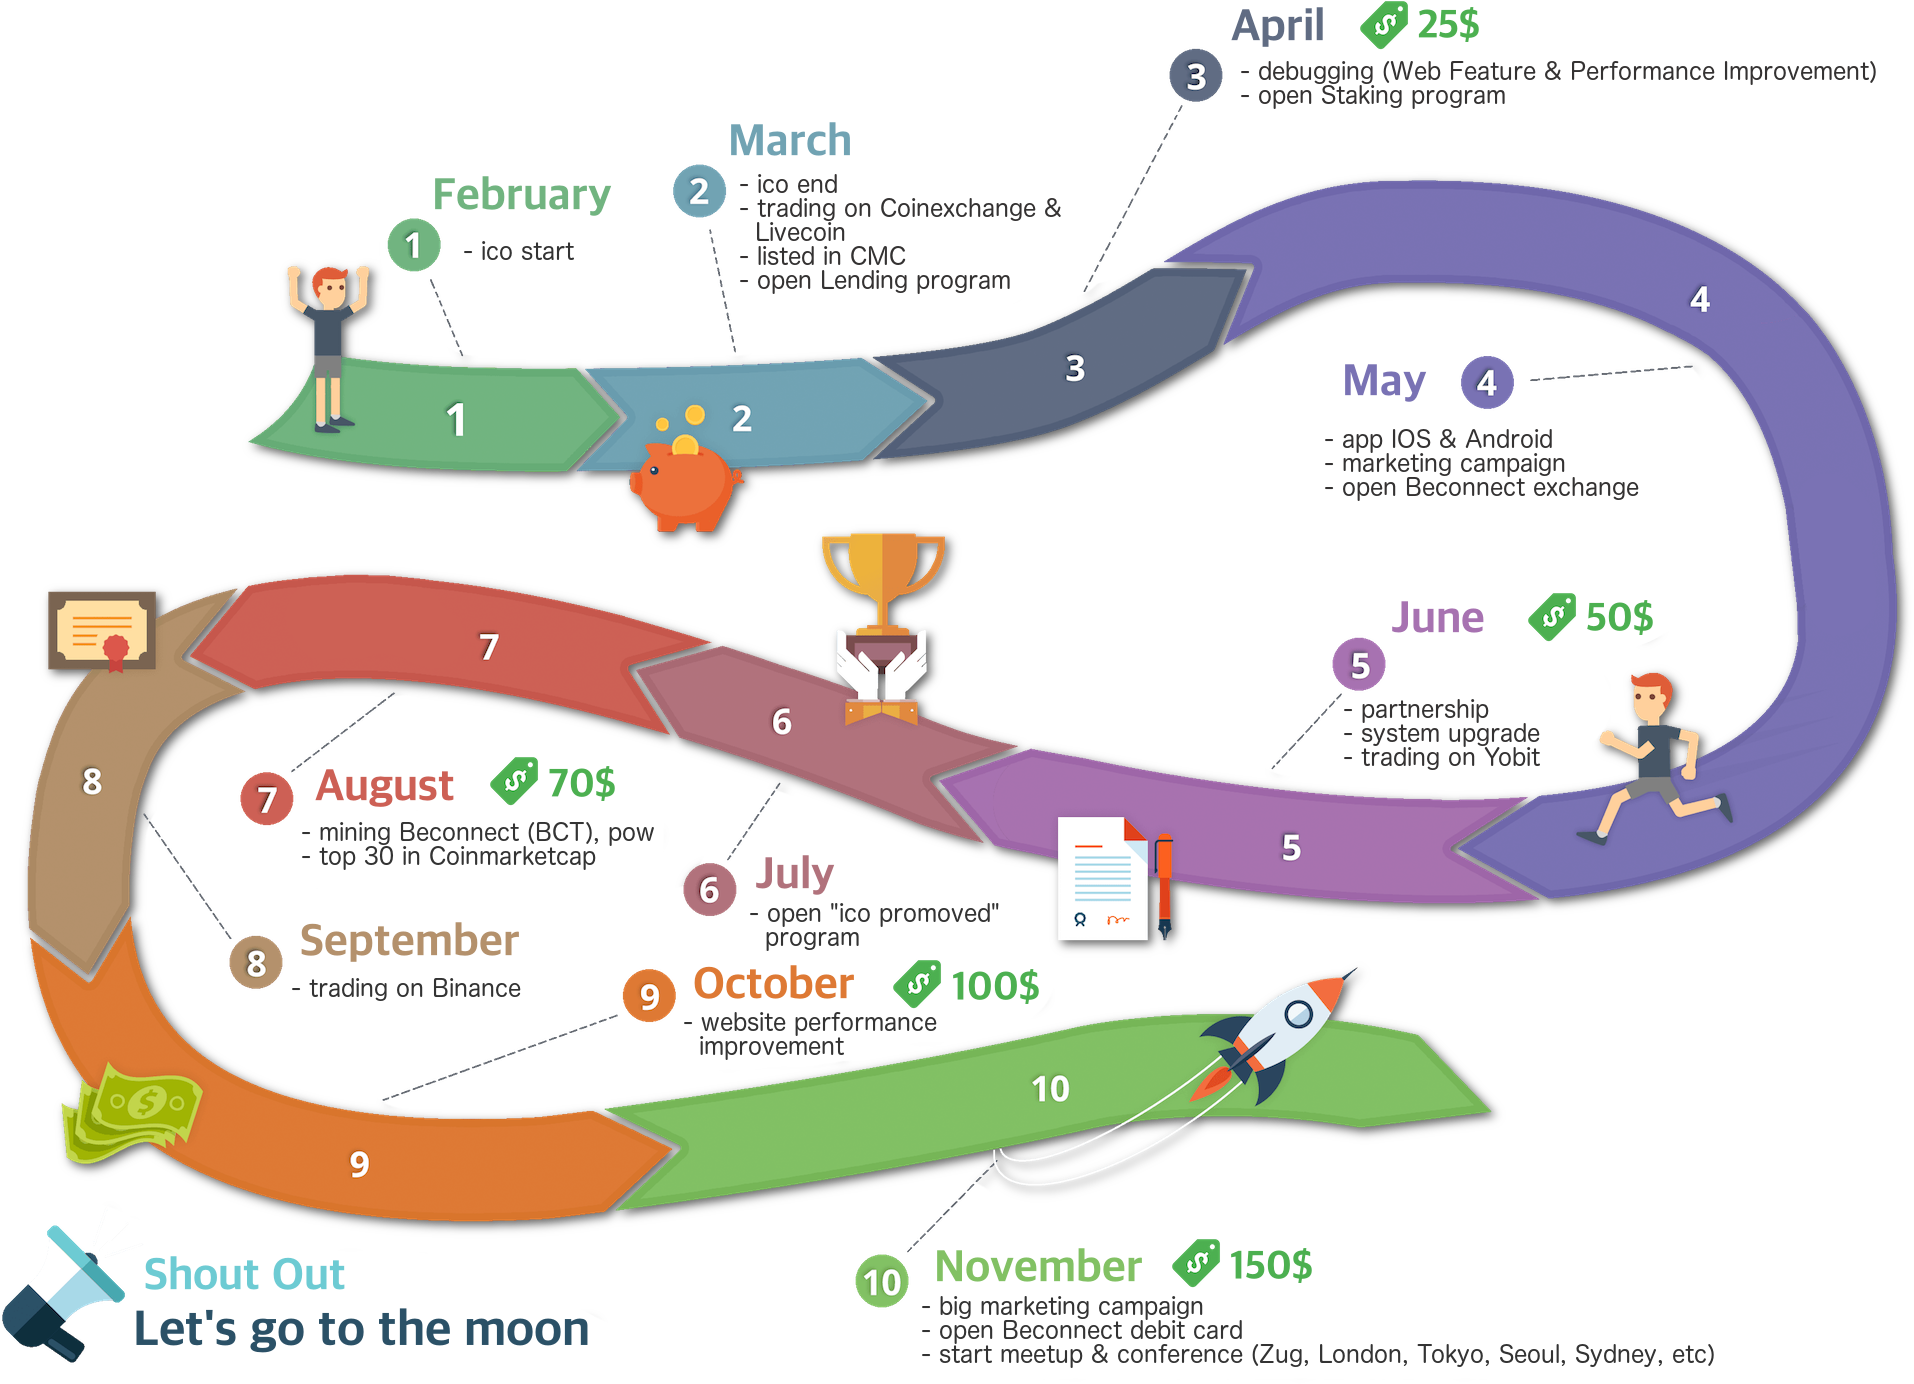 February
1
- ico start
March
2
- ico end
- trading on Coinexchange &
Livecoin
- listed in CMC
- open Lending program
April
25$
3
- debugging (Web Feature & Performance Improvement)
- open Staking program
1
2
3
4
May
4
- app IOS & Android
- marketing campaign
- open Beconnect exchange
June
50$
5
- partnership
- system upgrade
- trading on Yobit
5
6
7
8
July
6
- open "ico promoved"
program
August
70$
7
- mining Beconnect (BCT), pow
- top 30 in Coinmarketcap
September
8
- trading on Binance
October
100$
9
- website performance
improvement
9
10
November
150$
10
- big marketing campaign
- open Beconnect debit card
- start meetup & conference (Zug, London, Tokyo, Seoul, Sydney, etc)
Shout Out
Let's go to the moon